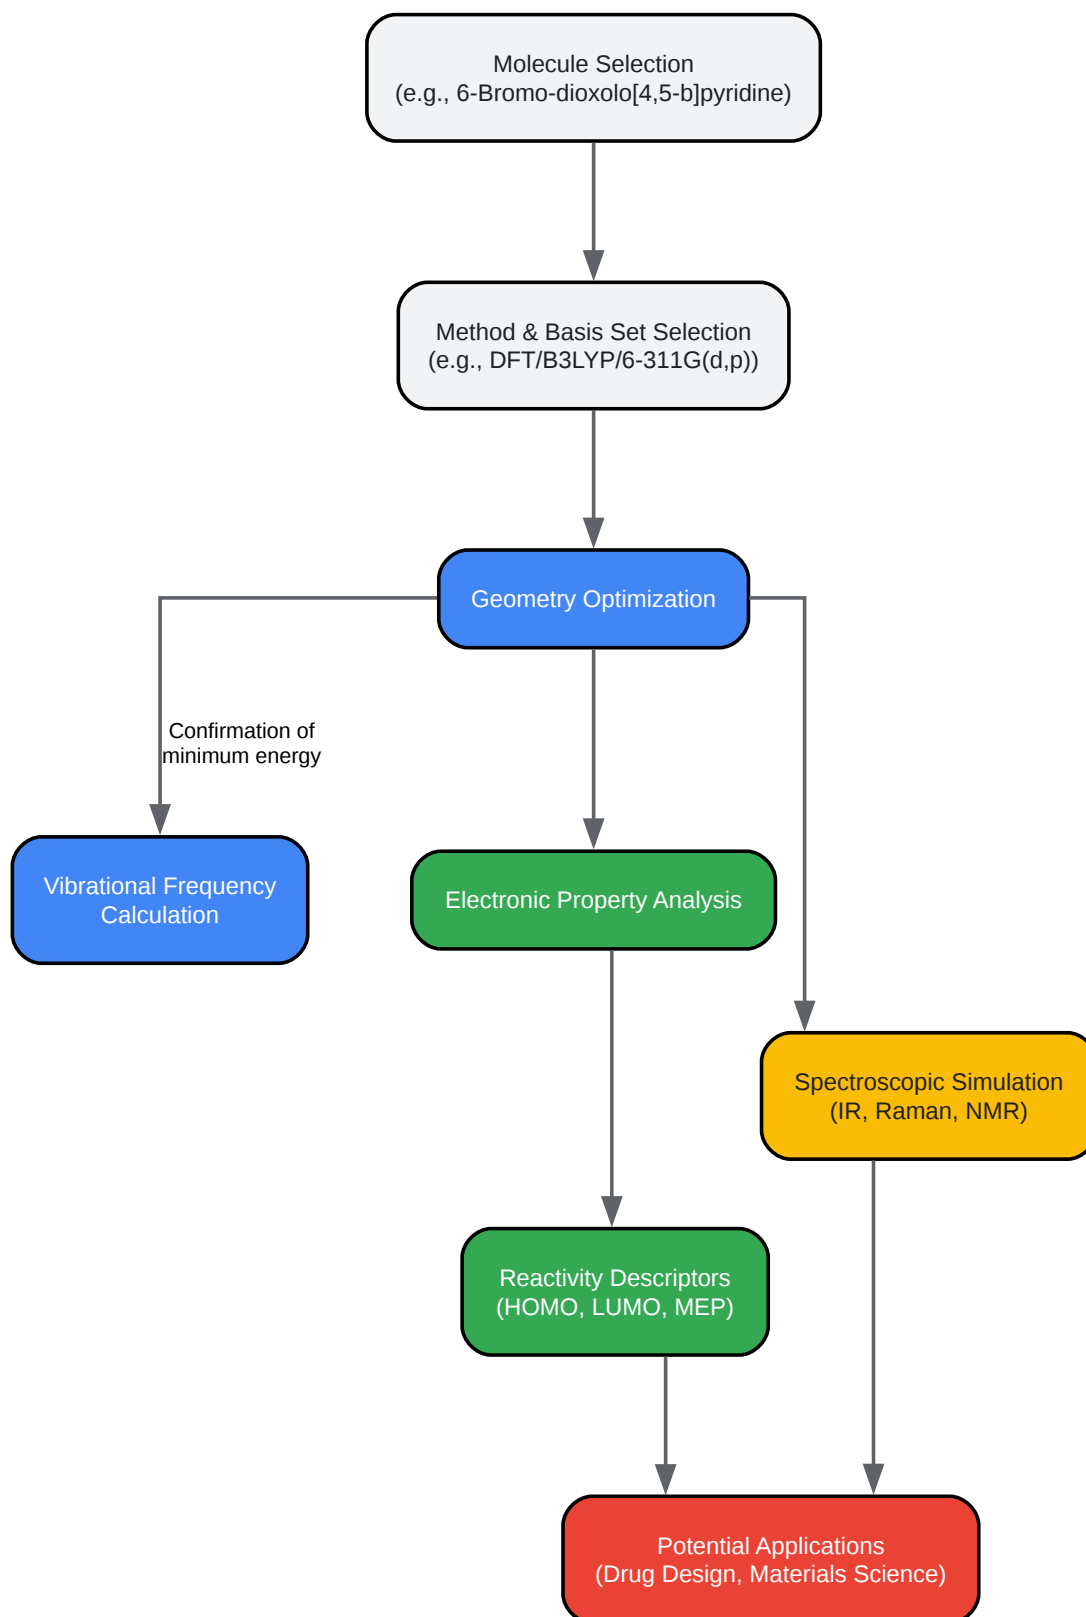 Molecule Selection
(e.g., 6-Bromo-dioxolo[4,5-b]pyridine)
Method & Basis Set Selection
(e.g., DFT/B3LYP/6-311G(d,p))
Geometry Optimization
Confirmation of
minimum energy
Vibrational Frequency
Calculation
Electronic Property Analysis
Spectroscopic Simulation
(IR, Raman, NMR)
Reactivity Descriptors
(HOMO, LUMO, MEP)
Potential Applications
(Drug Design, Materials Science)